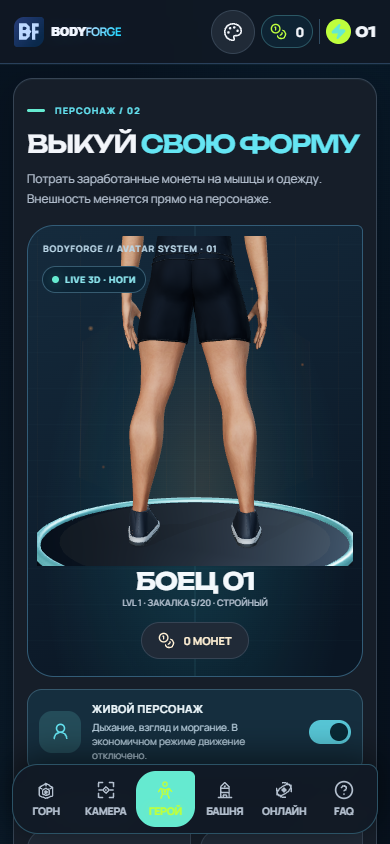 BF BODYFORGE
0
01
ПЕРСОНАЖ / 02
ВЫКУЙ СВОЮ ФОРМУ
Потрать заработанные монеты на мышцы и одежду.
Внешность меняется прямо на персонаже.
BODYFORGE // AVATAR SYSTEM · 01
LIVE 3D · НОГИ
БОЕЦ 01
LVL 1 · ЗАКАЛКА 5/20 · СТРОЙНЫЙ
0 МОНЕТ
ЖИВОЙ ПЕРСОНАЖ
Дыхание, взгляд и моргание. В
экономичном режиме движение
отключено.
ГОРН КАМЕРА ГЕРОЙ БАШНЯ ОНЛАЙН FAQ